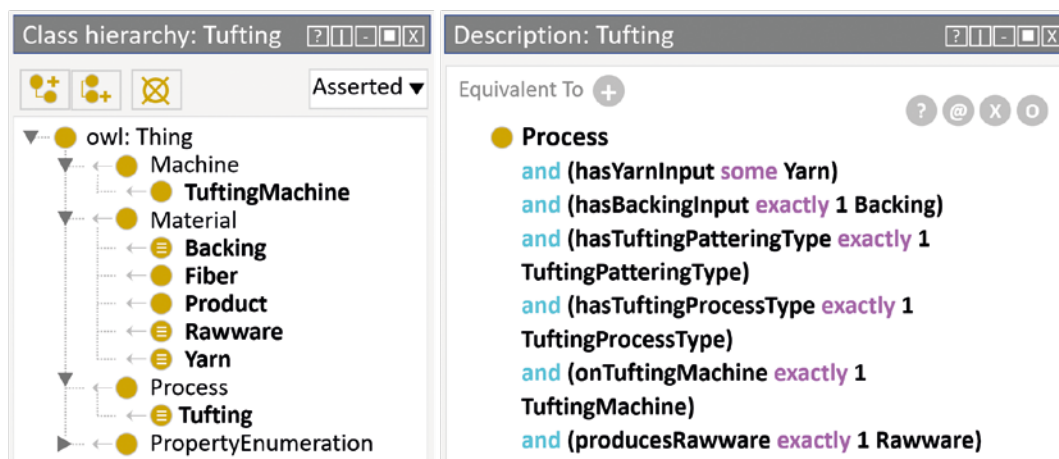 Class hierarchy: Tufting
Asserted
owl: Thing
Machine
TuftingMachine
Material
Backing
Fiber
Product
Rawware
Yarn
Process
Tufting
PropertyEnumeration
Description: Tufting
Equivalent To +
? @ X O
Process
and (hasYarnInput some Yarn)
and (hasBackingInput exactly 1 Backing)
and (hasTuftingPatteringType exactly 1
TuftingPatteringType)
and (hasTuftingProcessType exactly 1
TuftingProcessType)
and (onTuftingMachine exactly 1
TuftingMachine)
and (producesRawware exactly 1 Rawware)